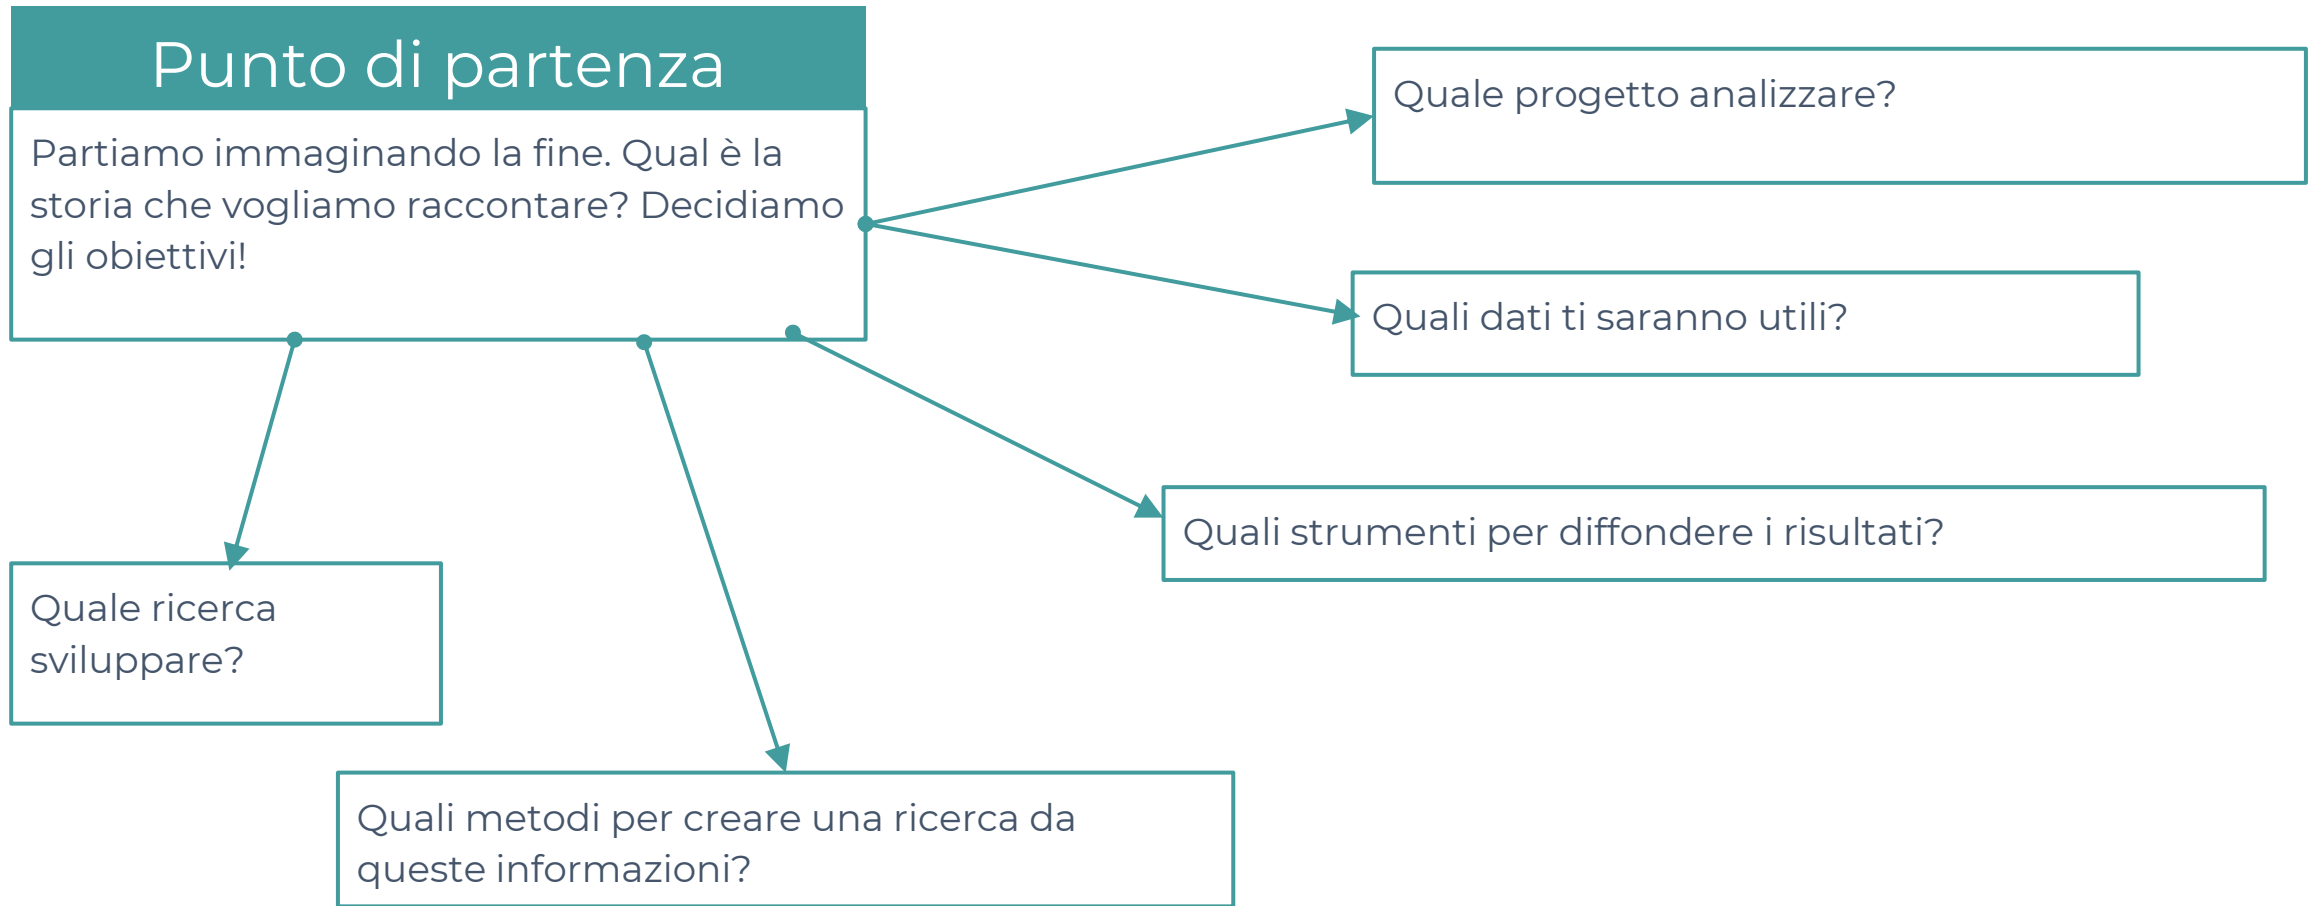 Punto di partenza
Partiamo immaginando la fine. Qual è la
storia che vogliamo raccontare? Decidiamo
gli obiettivi!
Quale progetto analizzare?
Quali dati ti saranno utili?
Quali strumenti per diffondere i risultati?
Quale ricerca
sviluppare?
Quali metodi per creare una ricerca da
queste informazioni?